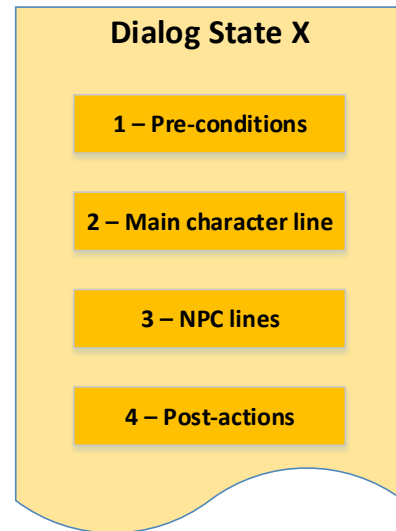 Dialog State X
1 – Pre-conditions
2 – Main character line
3 – NPC lines
4 – Post-actions